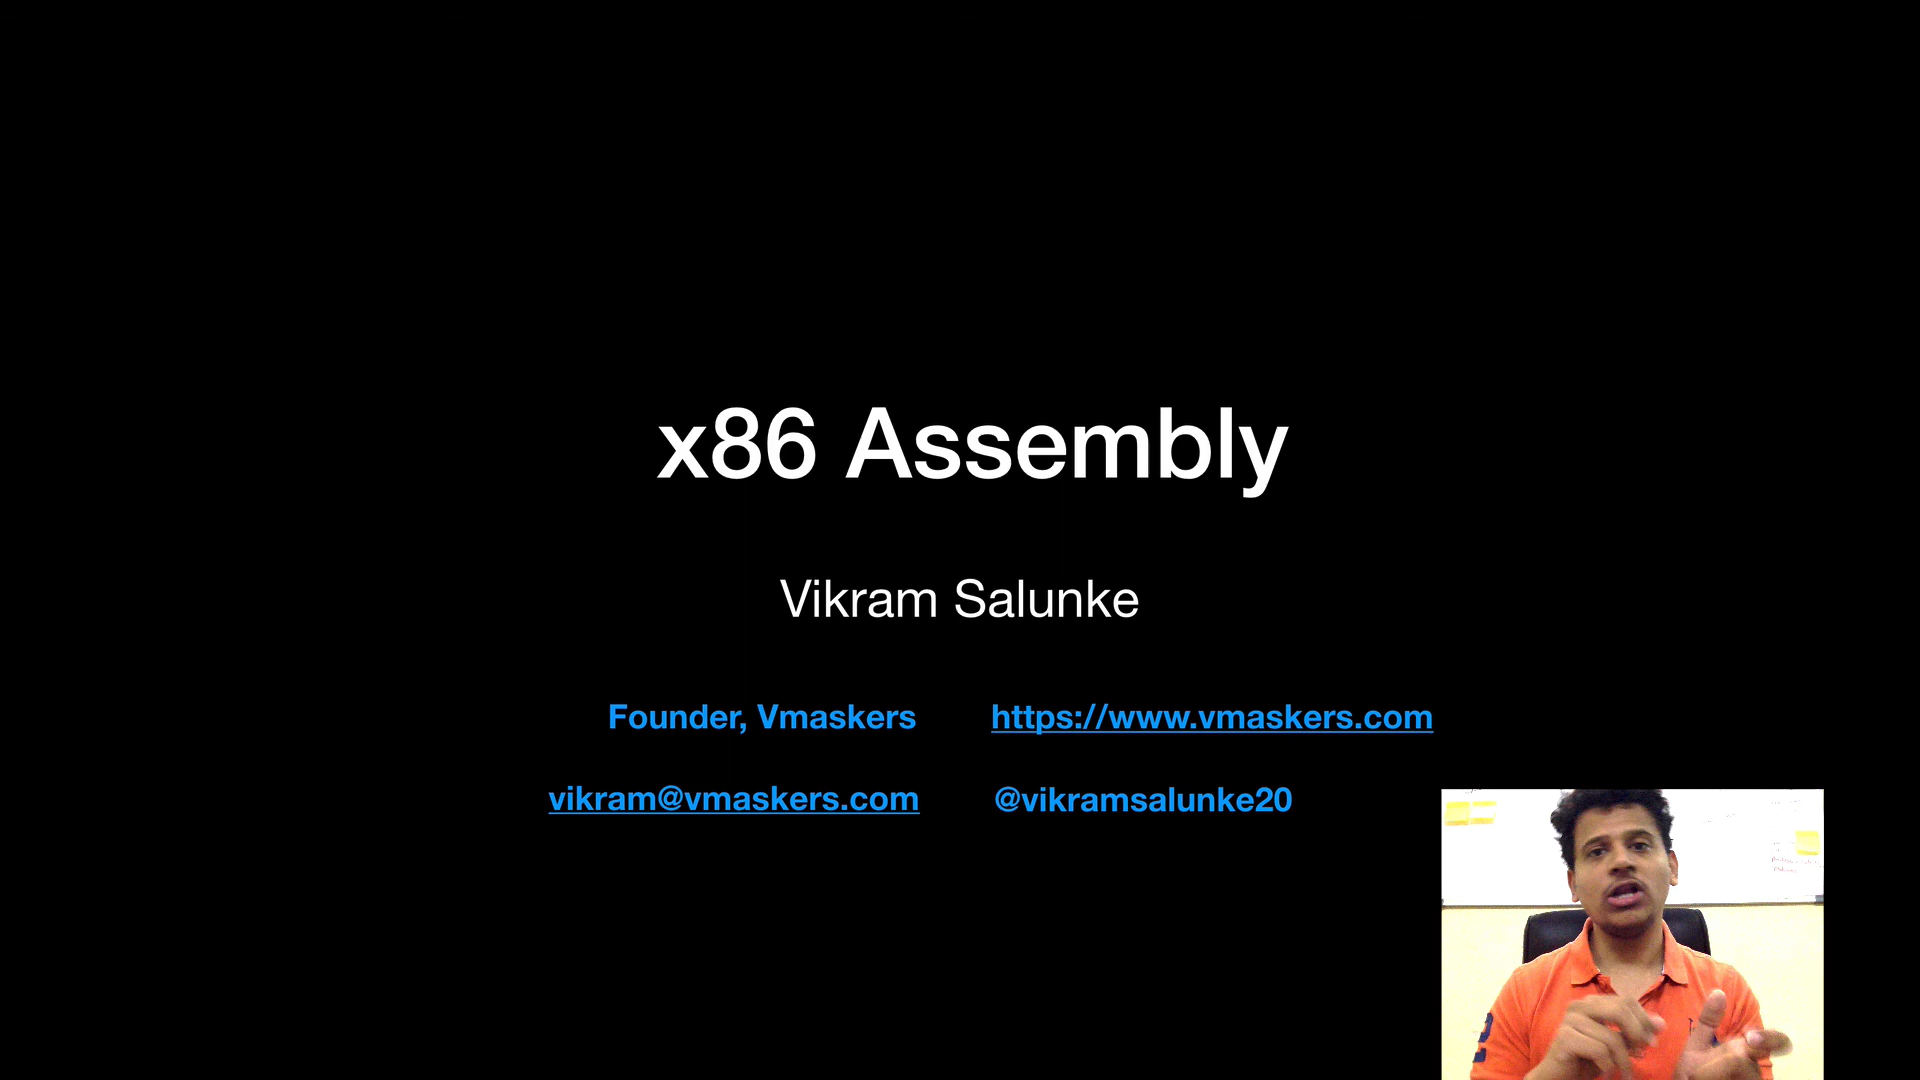 x86 Assembly
Vikram Salunke
Founder, Vmaskers
https://www.vmaskers.com
vikram@vmaskers.com
@vikramsalunke20